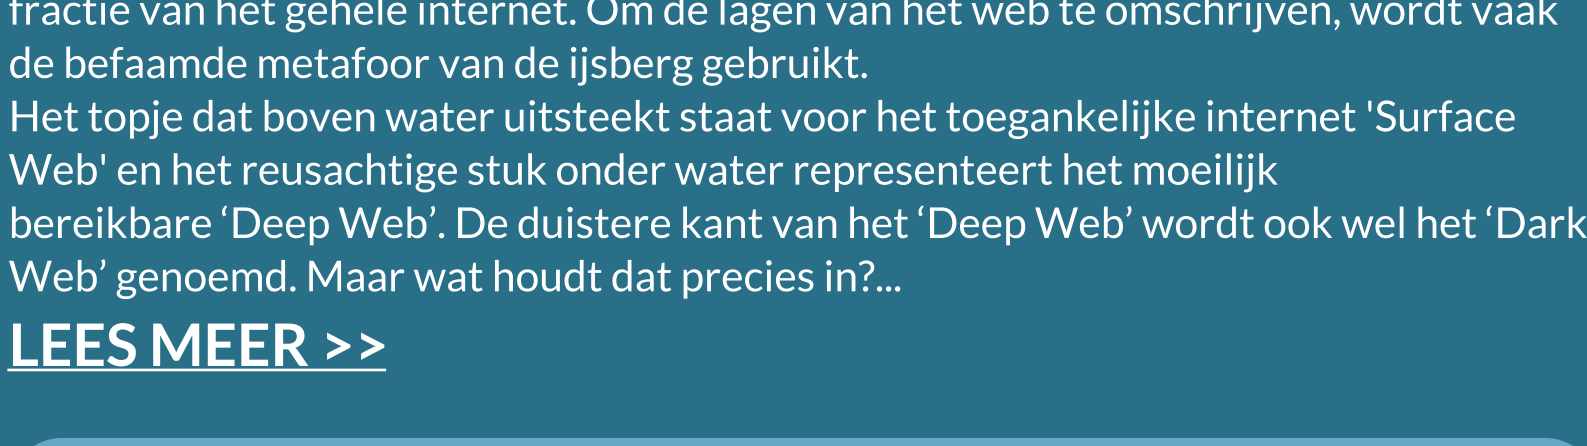 fractie van het gehele internet. Om de lagen van het web te omschrijven, wordt vaak
de befaamde metafoor van de ijsberg gebruikt.
Het topje dat boven water uitsteekt staat voor het toegankelijke internet 'Surface
Web' en het reusachtige stuk onder water representeert het moeilijk
bereikbare ‘Deep Web’. De duistere kant van het ‘Deep Web’ wordt ook wel het ‘Dark
Web’ genoemd. Maar wat houdt dat precies in?...
LEES MEER >>